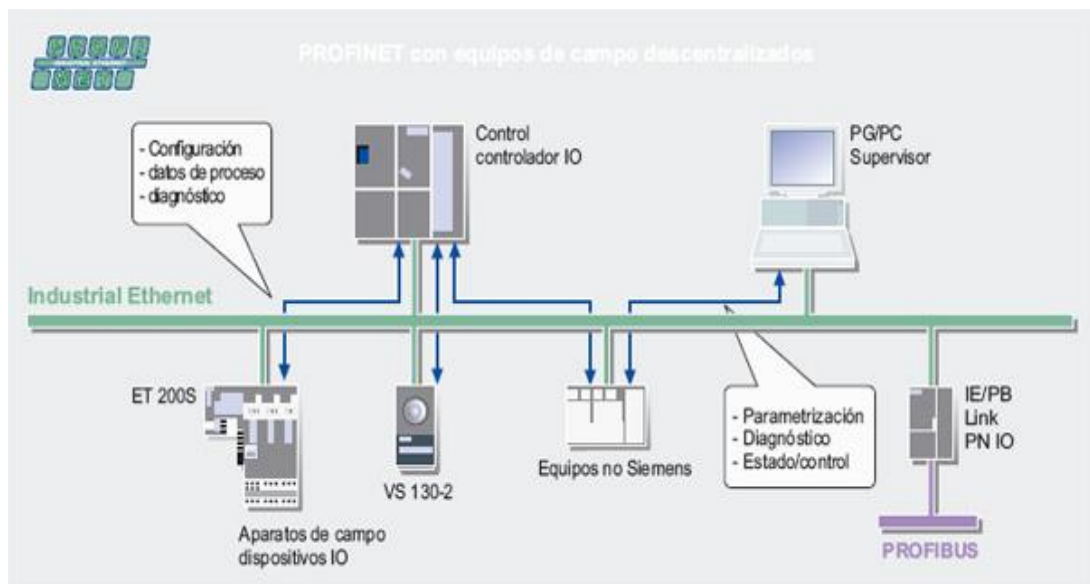 INDUSTRIAL ETHERNET
PROFINET con equipos de campo descentralizados
- Configuración
- datos de proceso
- diagnóstico
Control
controlador IO
PG/PC
Supervisor
Industrial Ethernet
ET 200S
Aparatos de campo
dispositivos IO
VS 130-2
Equipos no Siemens
- Parametrización
- Diagnóstico
- Estado/control
IE/PB
Link
PN IO
PROFIBUS